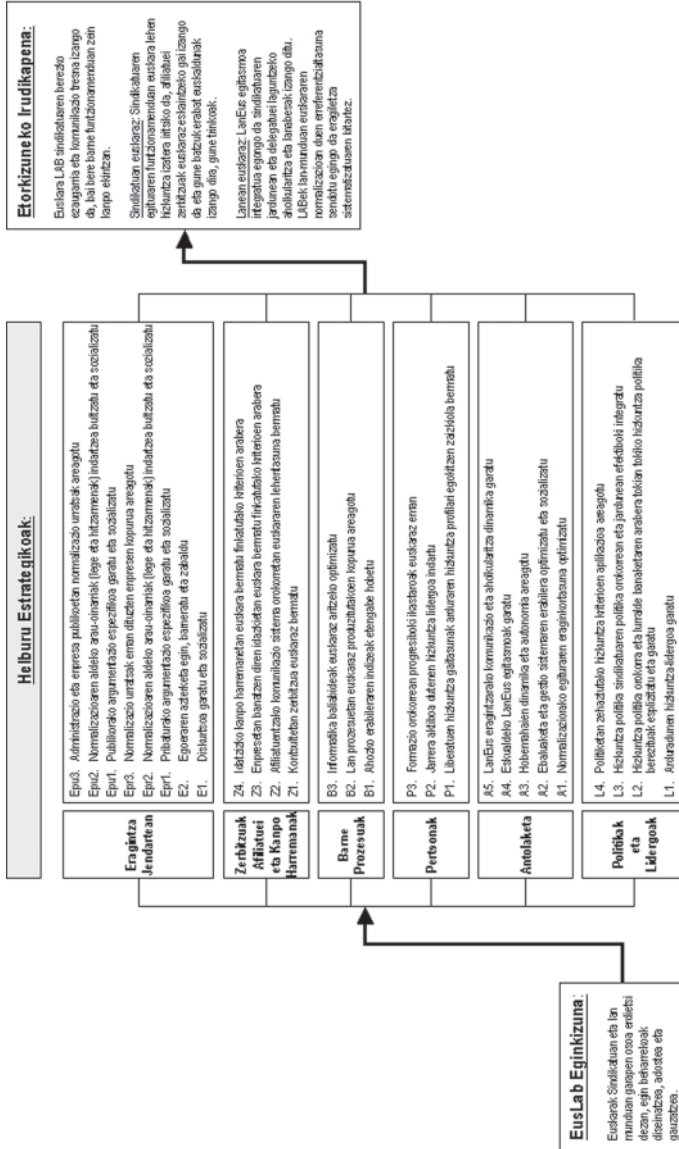 Helburu Estrategikoak:
Eragintza
Jendartean
Epu3. Administrazio eta enpresa publikoetan normalizazio urratsak areagotu
Epu2. Normalizazioaren aldeko arau-oinarriak (lege eta hitzarmenak) indartzea bultzatu eta sozializatu
Epu1. Publikorako argumentazio espezifikoa garatu eta sozializatu
Epr3. Normalizazio urratsak eman dituzten enpresen kopurua areagotu
Epr2. Normalizazioaren aldeko arau-oinarriak (lege eta hitzarmenak) indartzea bultzatu eta sozializatu
Epr1. Pribaturako argumentazio espezifikoa garatu eta sozializatu
E2. Egoeraren azterketa egin, bameratu eta zabaldu
E1. Diskurtsoa garatu eta sozializatu
Zerbitzuak
Afiliatuei
eta Kanpo
Harremanak
Z4. Idatzizko kanpo harremanetan euskara bermatu finkatutako kriterioen arabera
Z3. Enpresetan banatzen diren idazkietan euskara bermatu finkatutako kriterioen arabera
Z2. Afiliatuentzako komunikazio sistema orokorretan euskararen lehentasuna bermatu
Z1. Kontsultetan zerbitzua euskaraz bermatu
Barne
Prozesuak
B3. Informatika baliabideak euskaraz aritzeko optimizatu
B2. Lan prozesuetan euskaraz produzitutakoen kopurua areagotu
B1. Ahozko erabileraren indizeak etengabe hobetu
Pertsonak
P3. Formazio orokorrean progresiboki ikastaroak euskaraz eman
P2. Jarrera aktiboa dutenen hizkuntza lidergoa indartu
P1. Liberatuen hizkuntza gaitasunak arduraren hizkuntza profilari egokitzen zaizkiola bermatu
Antolaketa
A5. LanEus eragintzarako komunikazio eta aholkularitza dinamika garatu
A4. Eskualdeko LanEus egitasmoak garatu
A3. Hobernahaien dinamika eta autonomia areagotu
A2. Ebaluaketa eta gestio sistemaren erabilera optimizatu eta sozializatu
A1. Normalizaziorako egituraren eraginkortasuna optimizatu
Politikak
eta
Lidergoak
L4. Politiketan zehaztutako hizkuntza kriterioen aplikazioa areagotu
L3. Hizkuntza politika sindikatuaren politika orokorrean eta jardunean efektiboki integratu
L2. Hizkuntza politika orokorra eta lurralde banaketaren arabera tokian tokiko hizkuntza politika
berezituak esplizitatu eta garatu
L1. Arduradunen hizkuntza-lidergoa garatu
Etorkizuneko Irudikapena:
Euskara LAB sindikatuaren berezko
ezaugarria eta komunikazio tresna izango
da, bai bere barne funtzionamenduan zein
kanpo ekintzan.
Sindikatuan euskaraz: Sindikatuaren
egituraren funtzionamenduan euskara lehen
hizkuntza izatera iritsiko da, afiliatuei
zerbitzuak euskaraz eskaintzeko gai izango
da eta gune batzuk erabat euskaldunak
izango dira, gune trinkoak.
Lanean euskaraz: LanEus egitasmoa
integratua egongo da sindikatuaren
jardunean eta delegatuei laguntzeko
aholkularitza eta lanabesak izango ditu.
LABek lan-munduan euskararen
normalizazioan duen erreferentzialtasuna
sendotu egingo da eragiletza
sistematizatuaren bitartez.
EusLab Eginkizuna:
Euskarak Sindikatuan eta lan
munduan garapen osoa erdietsi
dezan, egin beharrekoak
diseinatzea, adostea eta
gauzatzea.